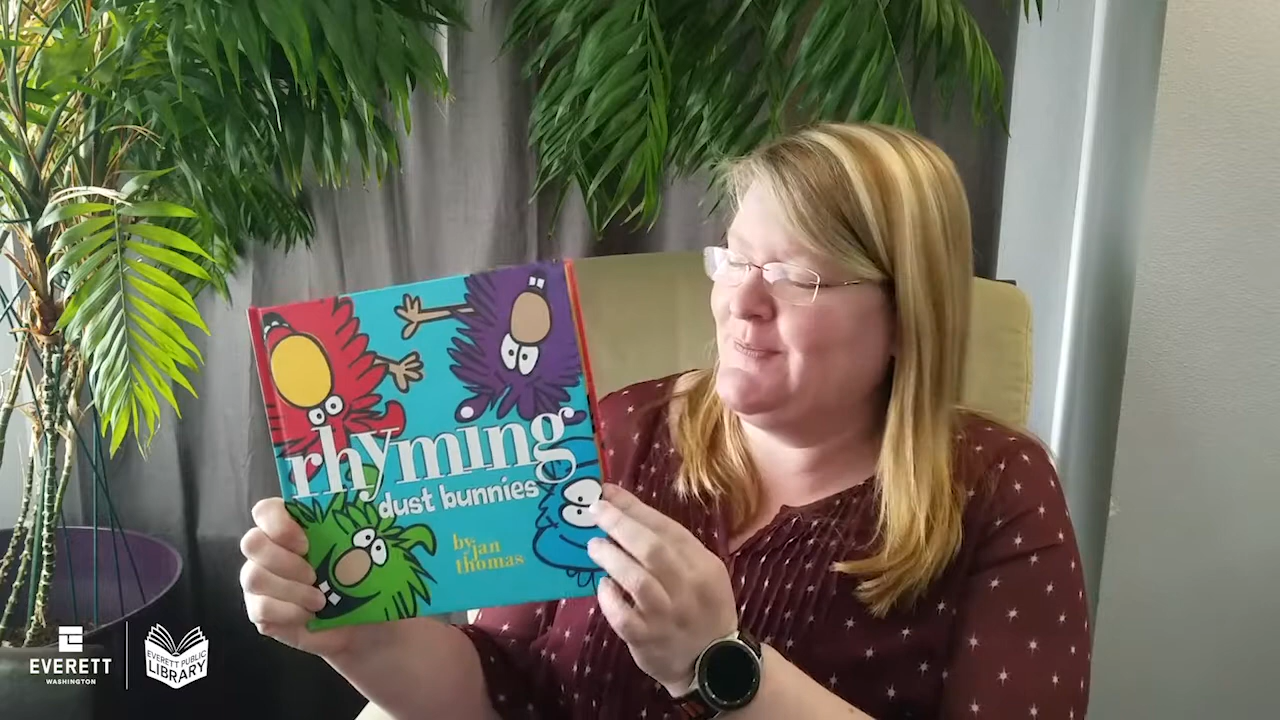 rhyming
dust bunnies
by jan
thomas
EVERETT
WASHINGTON
EVERETT PUBLIC
LIBRARY